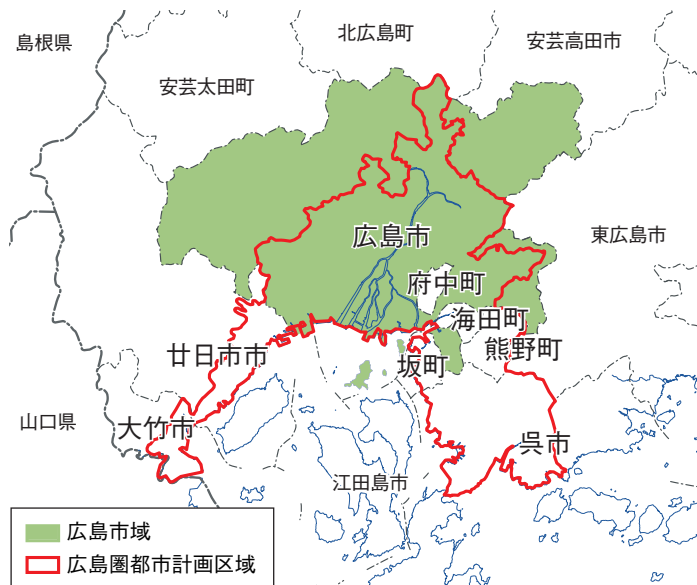 北広島町
島根県
安芸高田市
安芸太田町
広島市
東広島市
府中町
海田町
熊野町
廿日市市
坂町
山口県
大竹市
呉市
江田島市
広島市域
広島圏都市計画区域